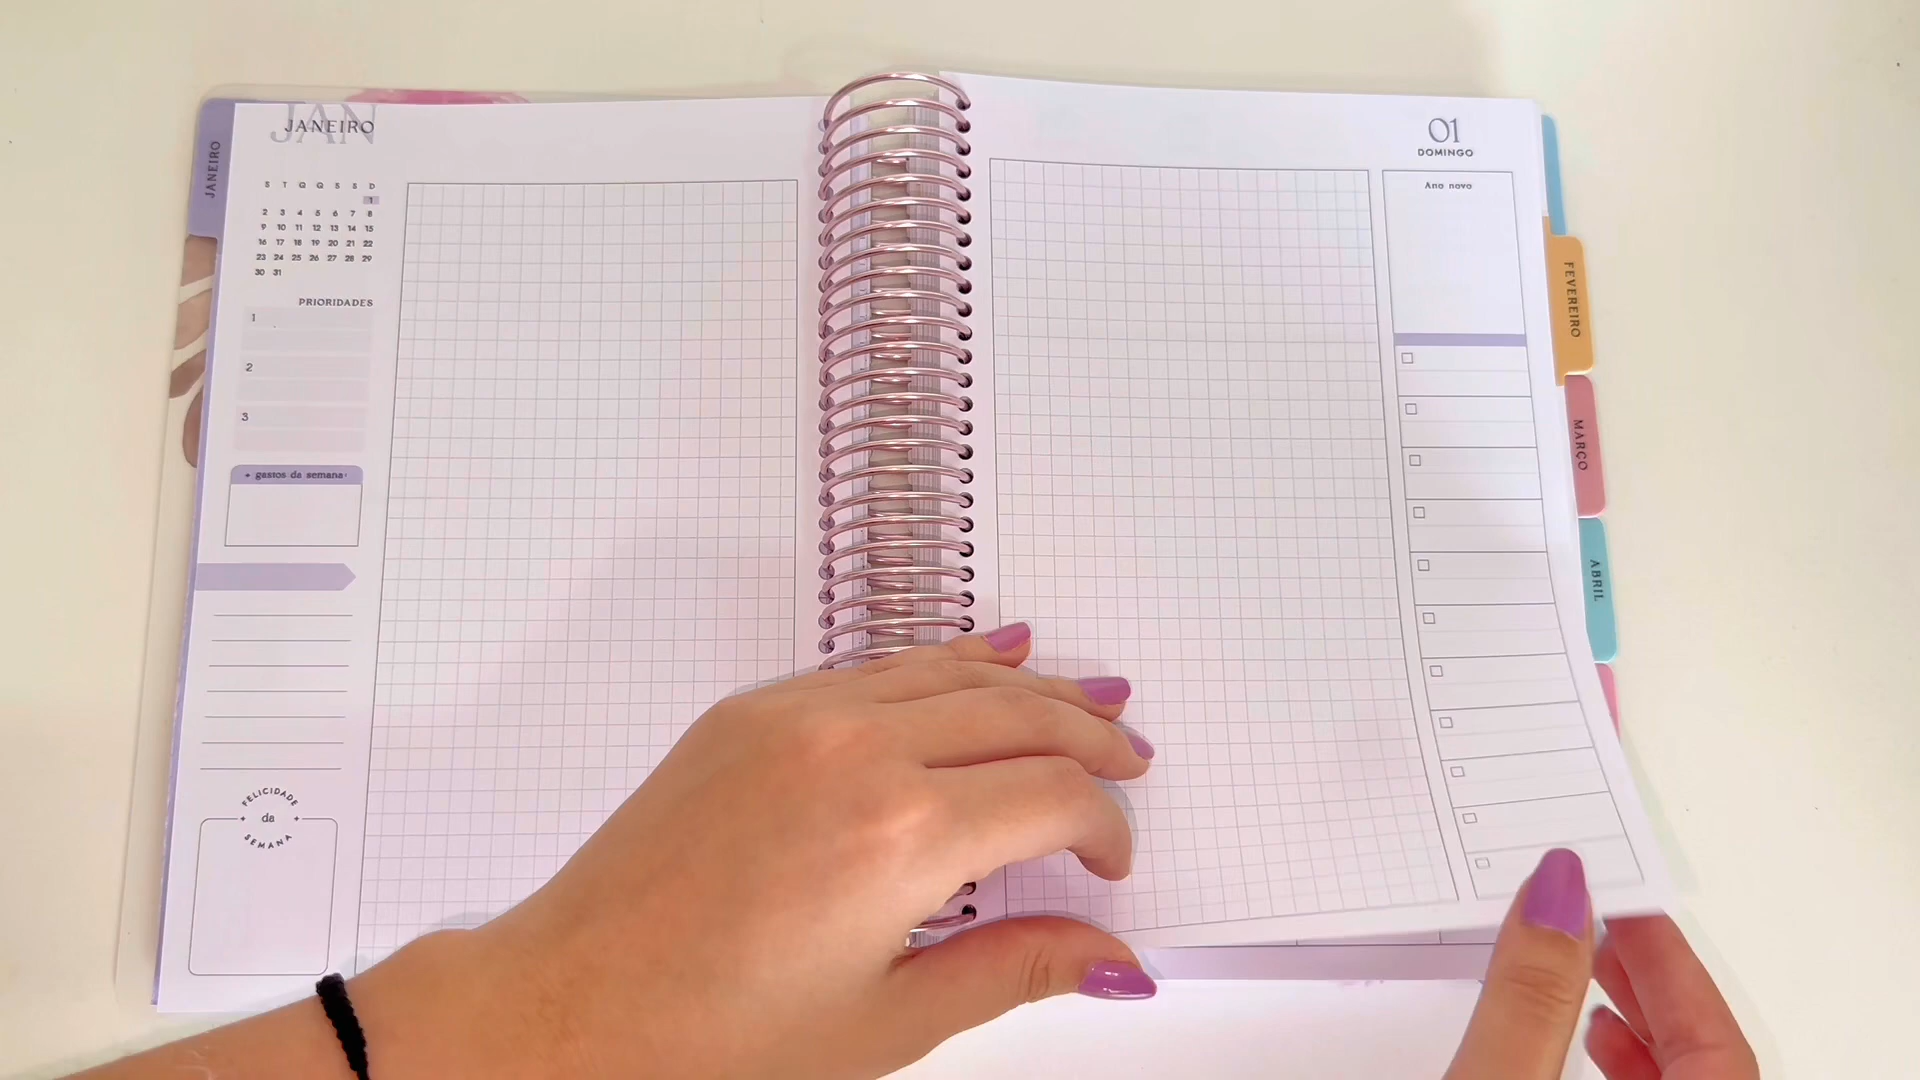 JAN
JANEIRO
JANEIRO
S T Q Q S S D
1
2 3 4 5 6 7 8
9 10 11 12 13 14 15
16 17 18 19 20 21 22
23 24 25 26 27 28 29
30 31
PRIORIDADES
1
2
3
gastos da semana
FELICIDADE
da
SEMANA
01
DOMINGO
Ano novo
FEVEREIRO
MARÇO
ABRIL